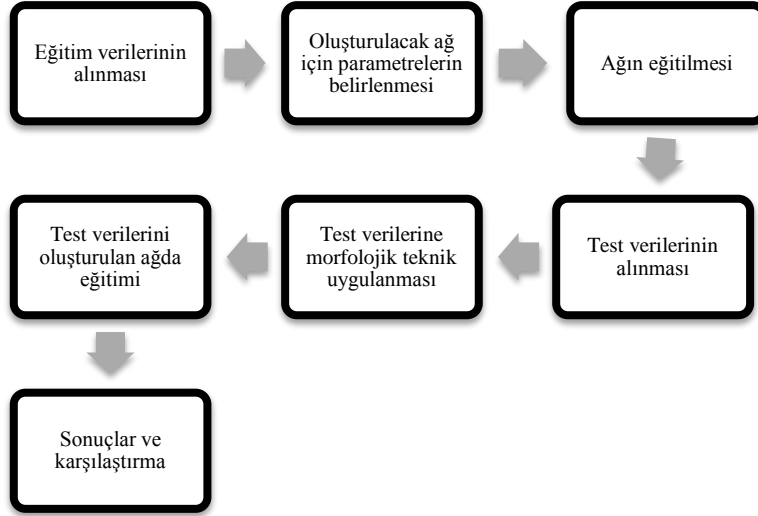 Eğitim verilerinin
alınması
Oluşturulacak ağ
için parametrelerin
belirlenmesi
Ağın eğitilmesi
Test verilerinin
alınması
Test verilerine
morfolojik teknik
uygulanması
Test verilerini
oluşturulan ağda
eğitimi
Sonuçlar ve
karşılaştırma